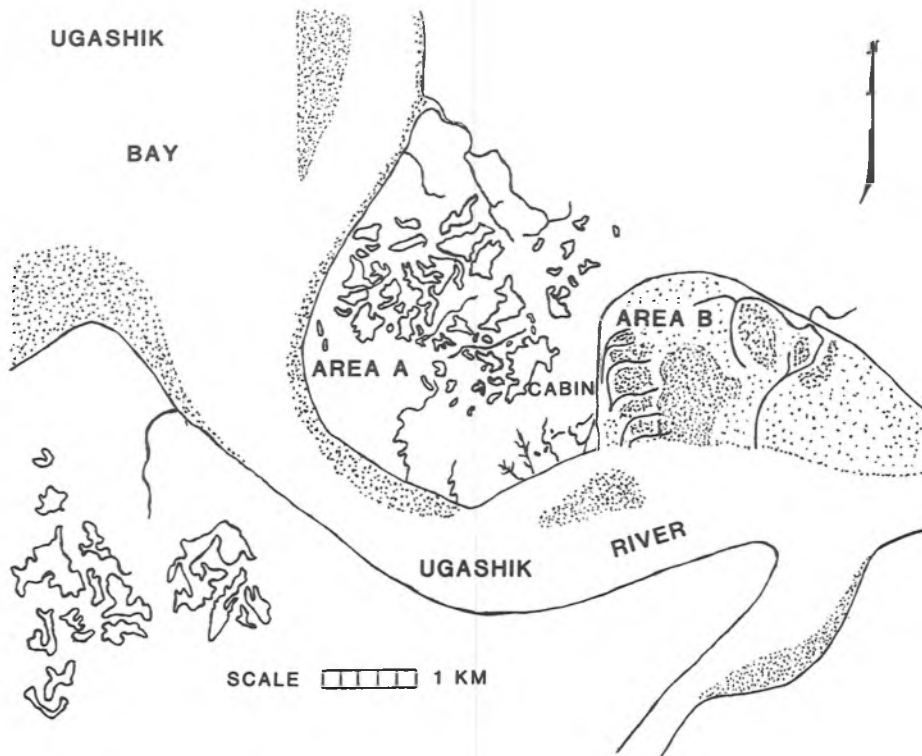 UGASHIK
N
BAY
AREA B
AREA A
CABIN
RIVER
UGASHIK
SCALE 1 KM